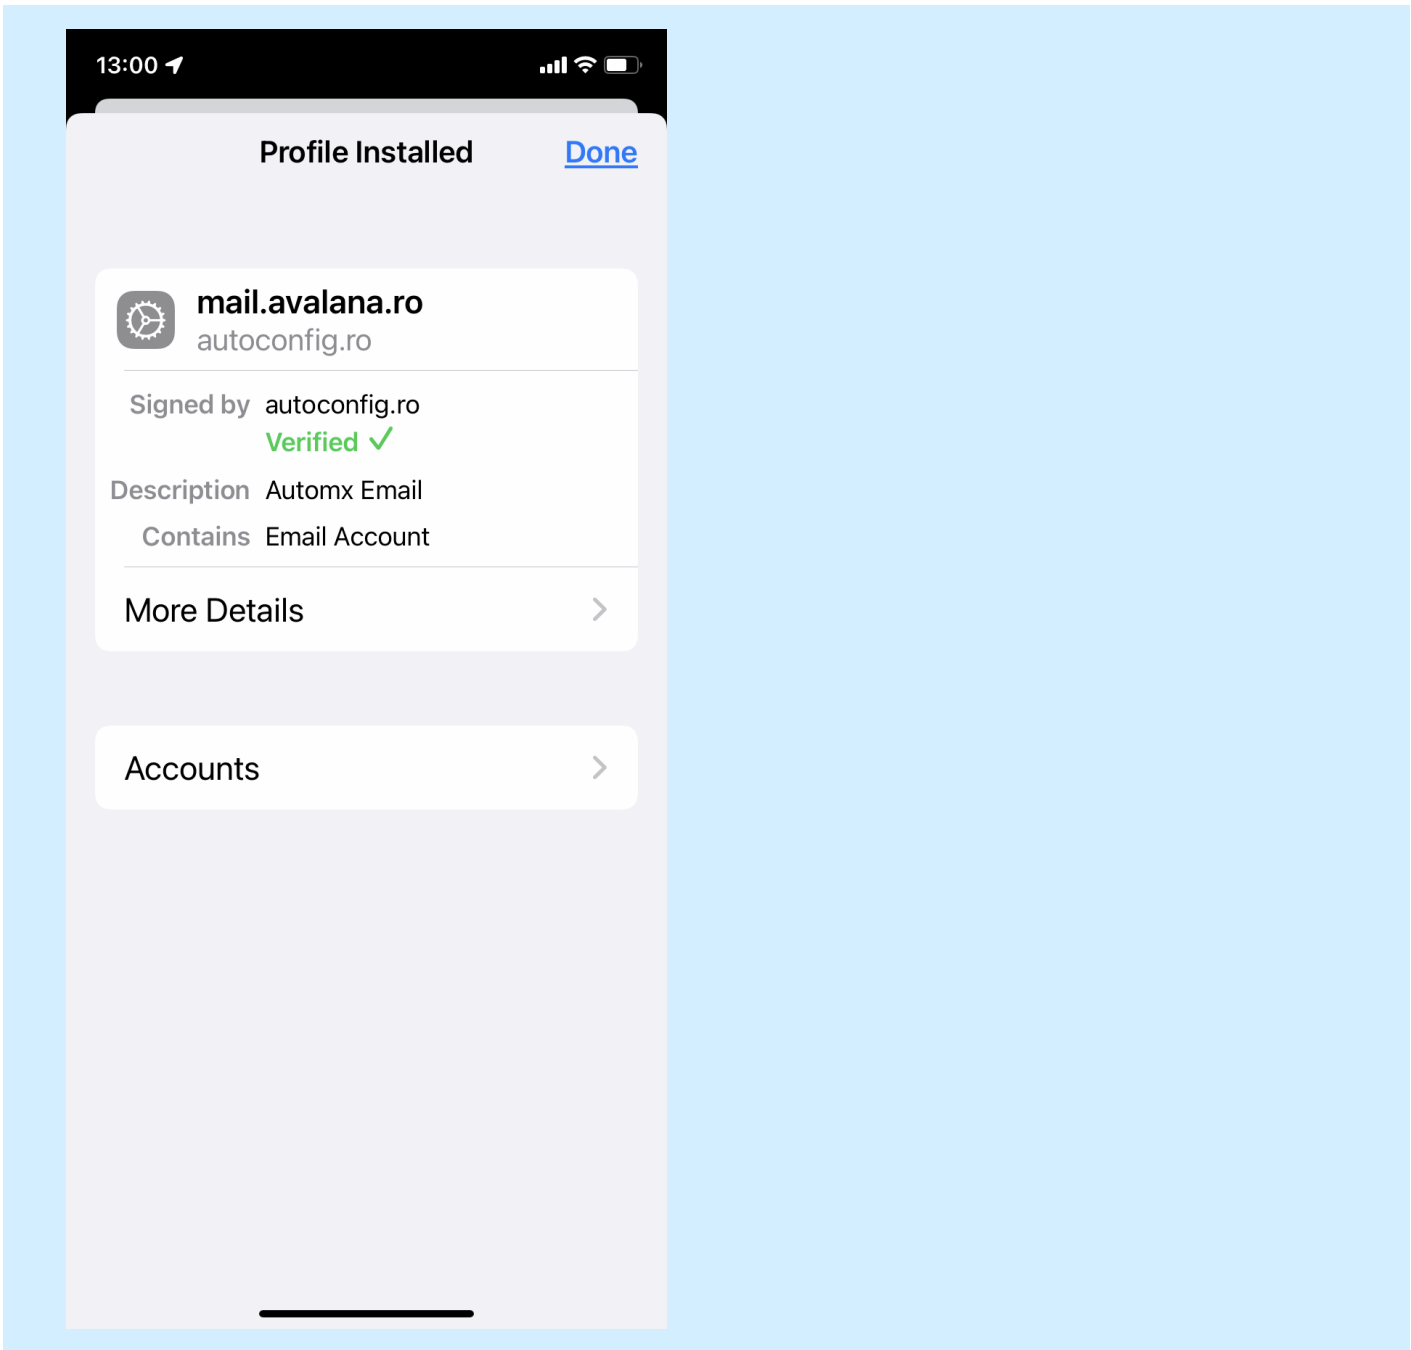 13:00
Profile Installed
Done
mail.avalana.ro
autoconfig.ro
Signed by autoconfig.ro
Verified ✓
Description Automx Email
Contains Email Account
More Details
Accounts